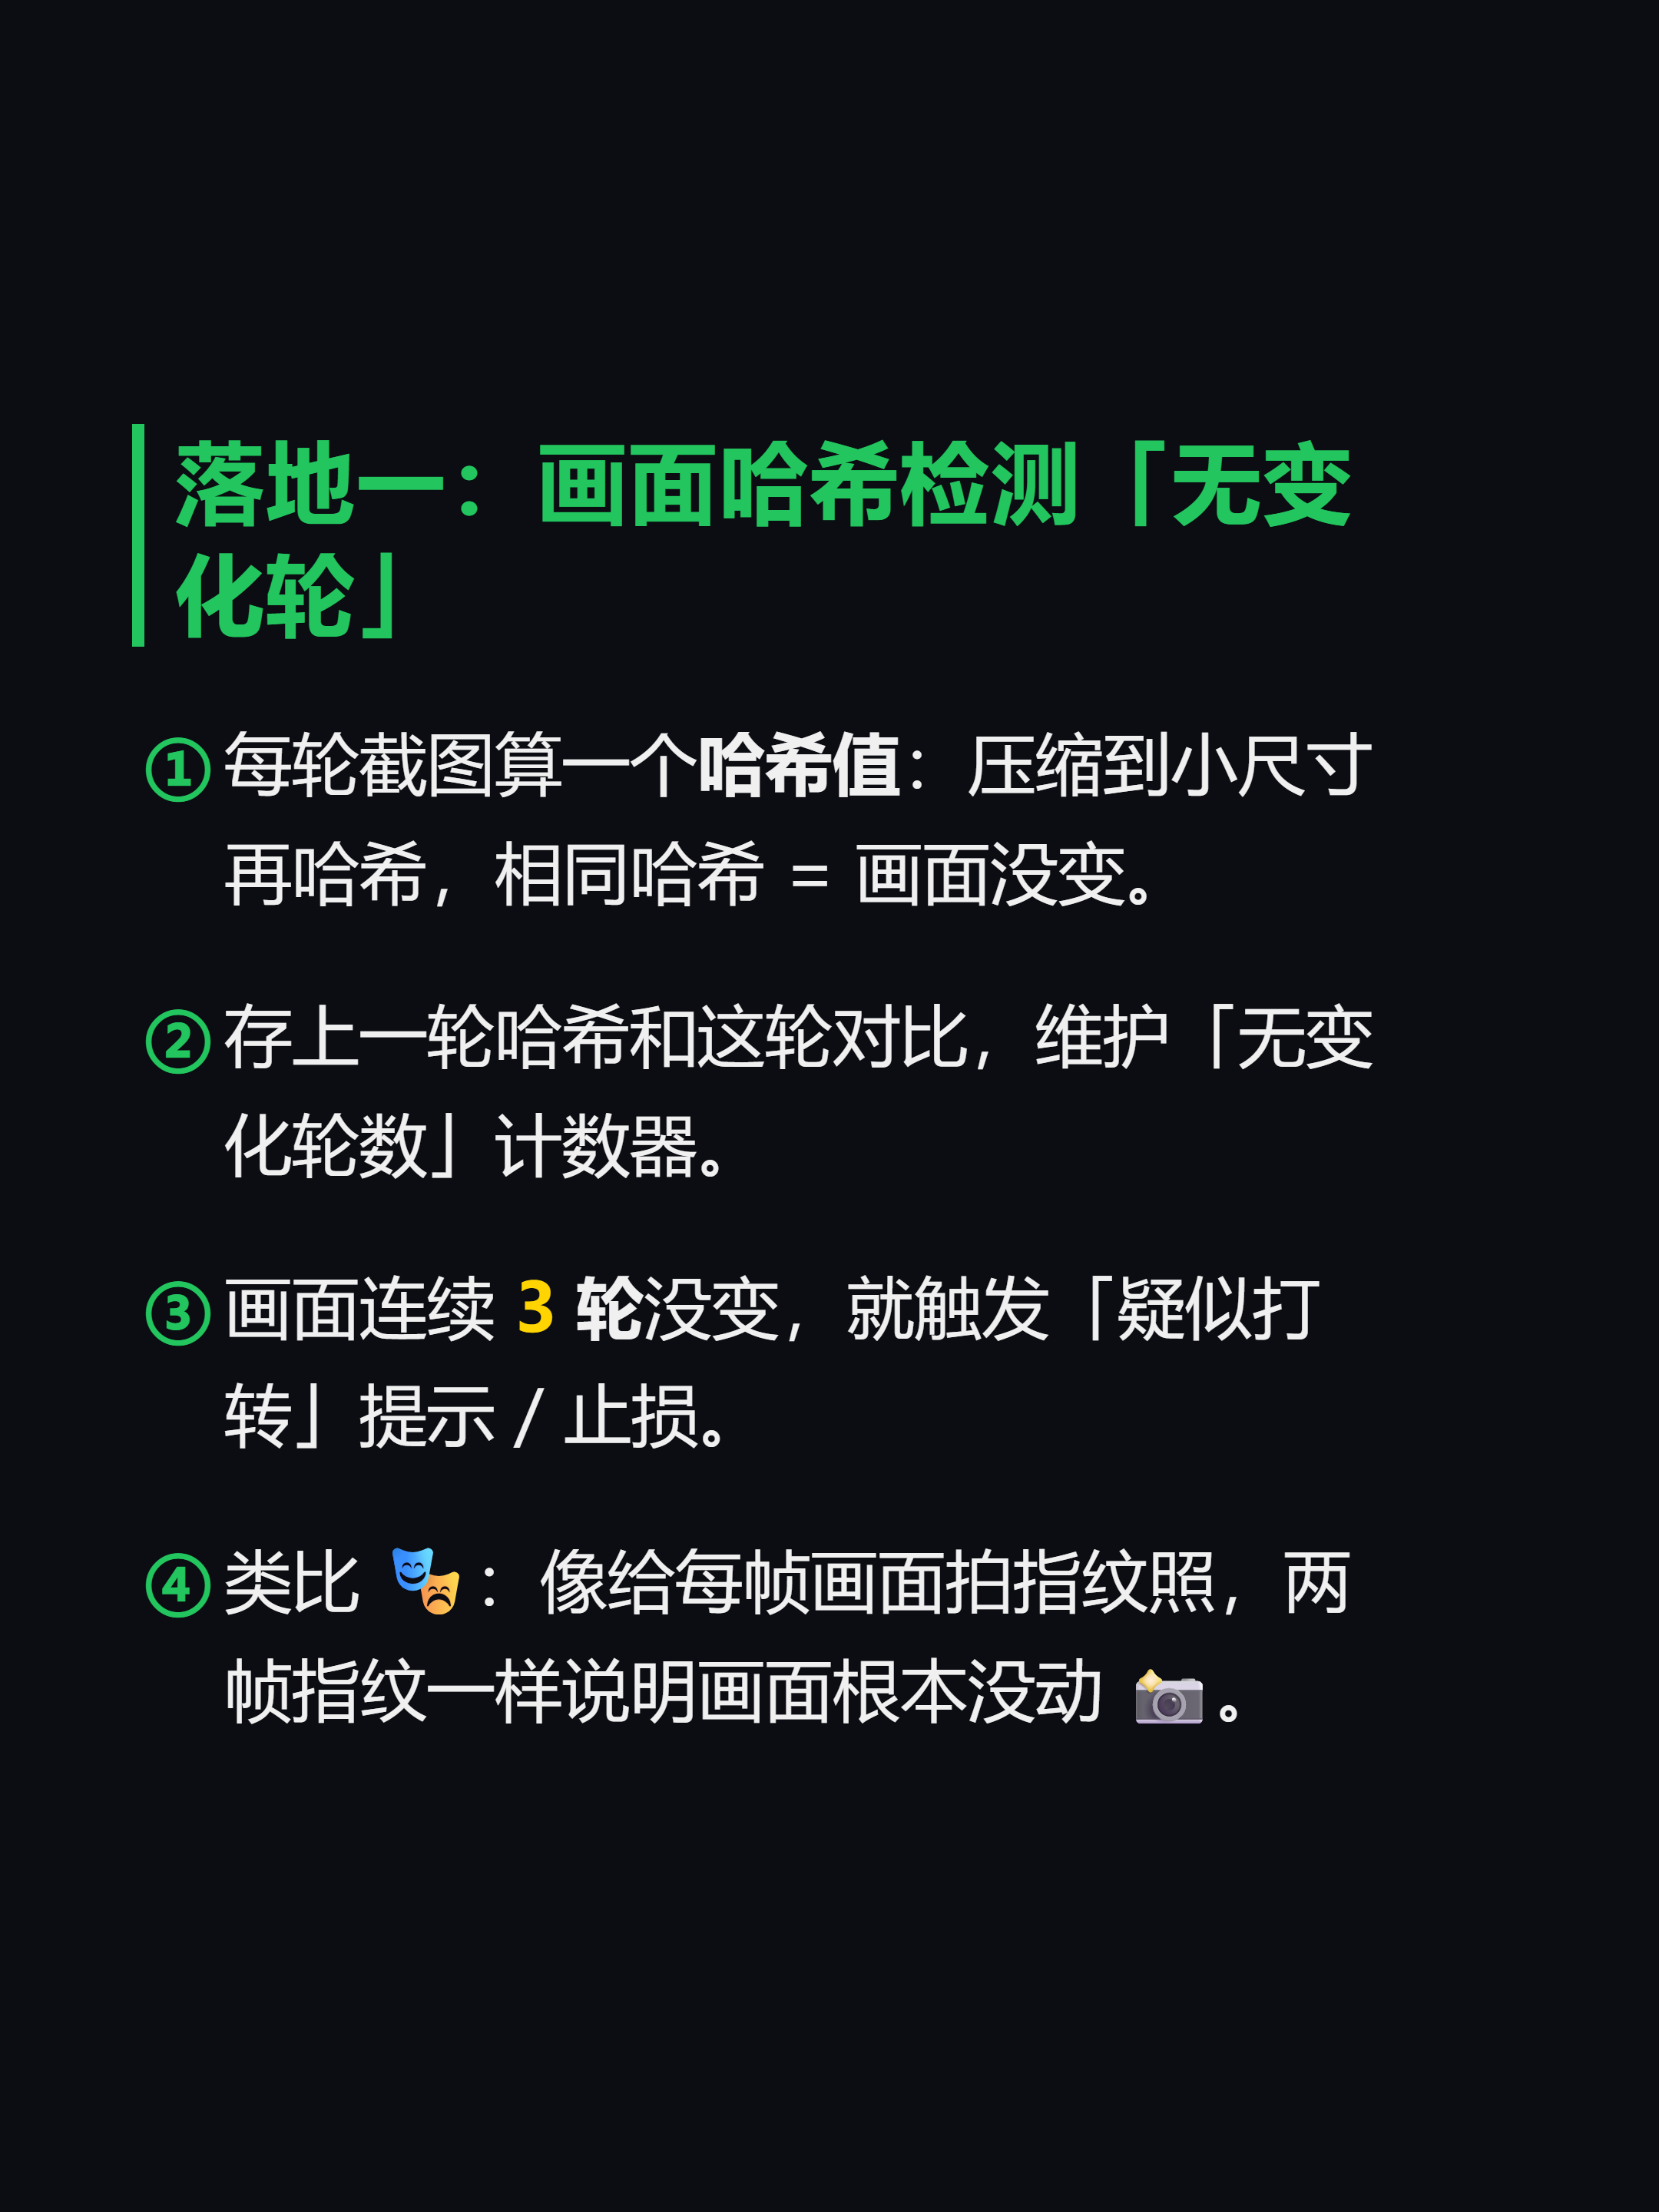 落地一：画面哈希检测「无变
化轮」
① 每轮截图算一个哈希值：压缩到小尺寸
再哈希，相同哈希 = 画面没变。
② 存上一轮哈希和这轮对比，维护「无变
化轮数」计数器。
③ 画面连续 3 轮没变，就触发「疑似打
转」提示 / 止损。
④ 类比 🎭：像给每帧画面拍指纹照，两
帧指纹一样说明画面根本没动 📸。